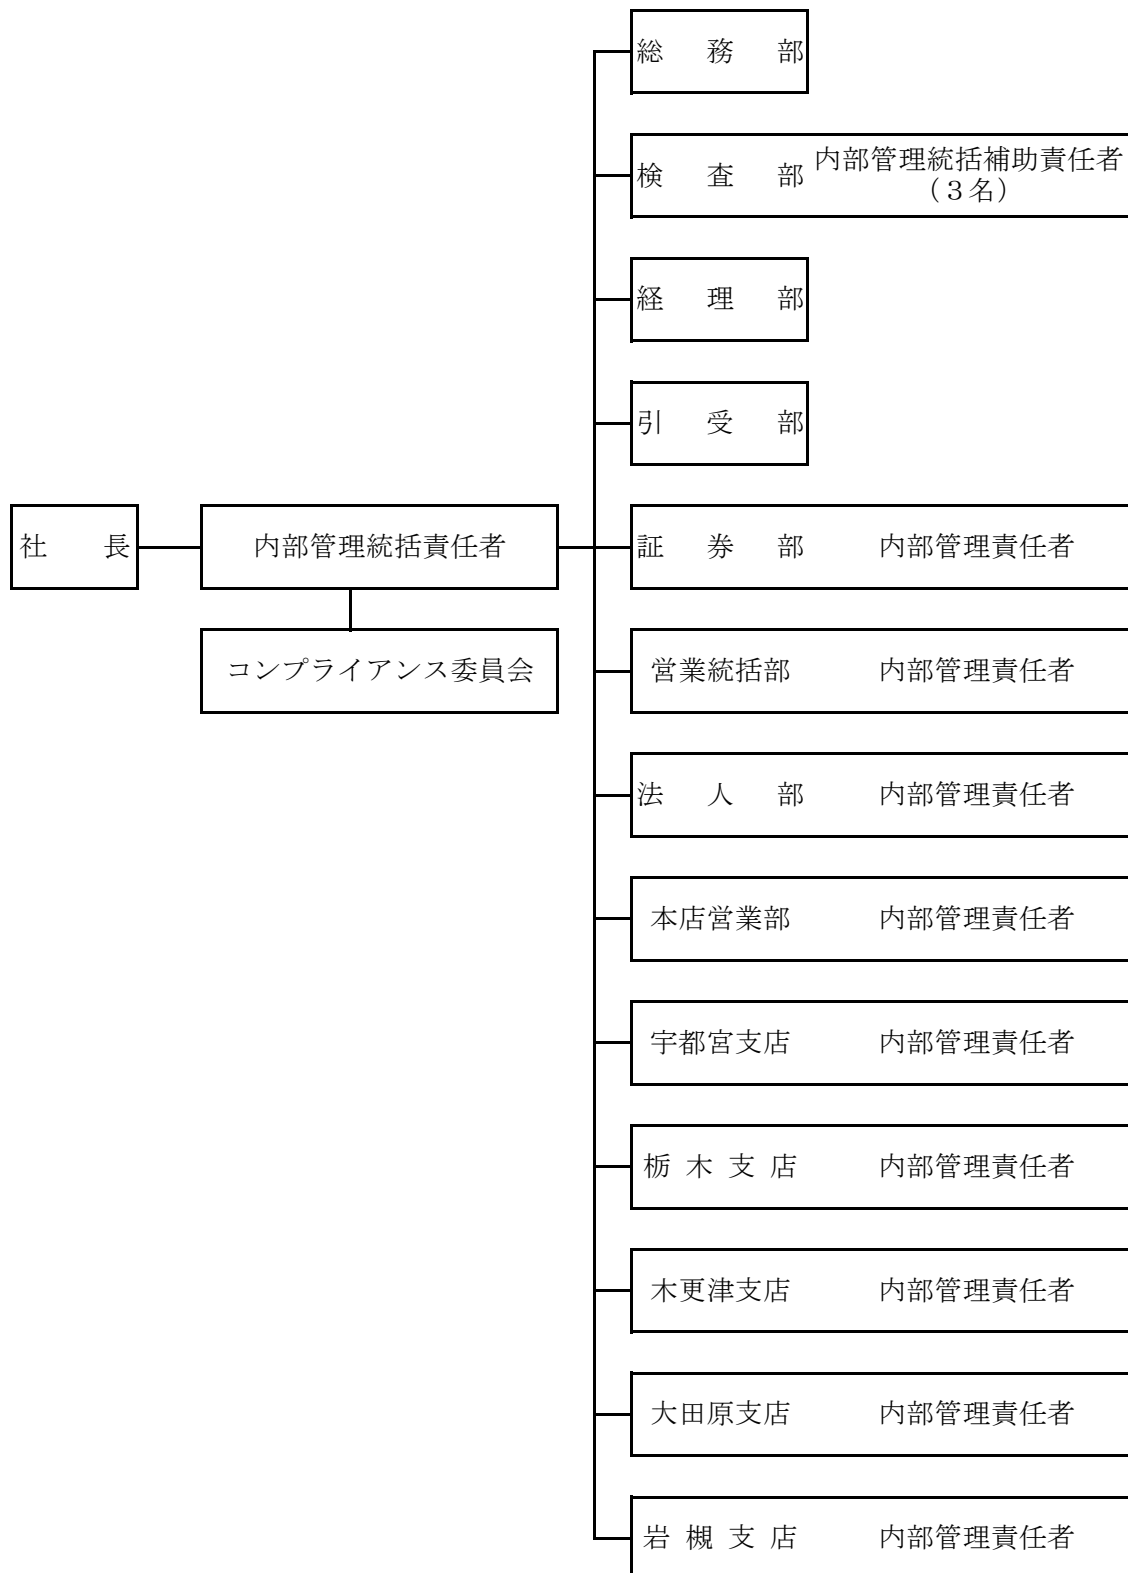 総務部
検査部 内部管理統括補助責任者
（３名）
経理部
引受部
社長 内部管理統括責任者 証券部 内部管理責任者
コンプライアンス委員会 営業統括部 内部管理責任者
法人部 内部管理責任者
本店営業部 内部管理責任者
宇都宮支店 内部管理責任者
栃木支店 内部管理責任者
木更津支店 内部管理責任者
大田原支店 内部管理責任者
岩槻支店 内部管理責任者